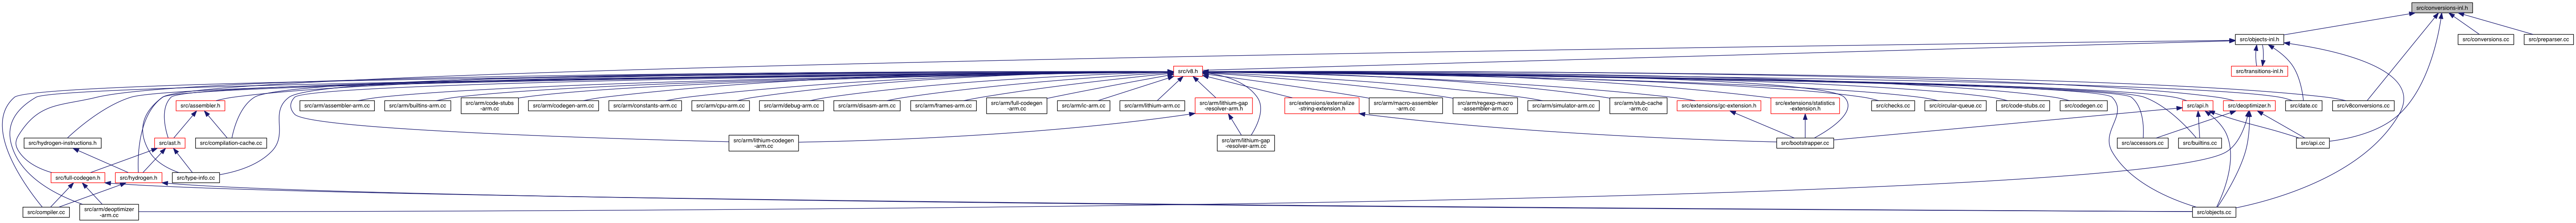 src/conversions-inl.h
src/objects-inl.h
src/conversions.cc
src/preparser.cc
src/v8.h
src/transitions-inl.h
src/assembler.h
src/arm/assembler-arm.cc
src/arm/builtins-arm.cc
src/arm/code-stubs
-arm.cc
src/arm/codegen-arm.cc
src/arm/constants-arm.cc
src/arm/cpu-arm.cc
src/arm/debug-arm.cc
src/arm/disasm-arm.cc
src/arm/frames-arm.cc
src/arm/full-codegen
-arm.cc
src/arm/ic-arm.cc
src/arm/lithium-arm.cc
src/arm/lithium-gap
-resolver-arm.h
src/extensions/externalize
-string-extension.h
src/arm/macro-assembler
-arm.cc
src/arm/regexp-macro
-assembler-arm.cc
src/arm/simulator-arm.cc
src/arm/stub-cache
-arm.cc
src/extensions/gc-extension.h
src/extensions/statistics
-extension.h
src/checks.cc
src/circular-queue.cc
src/code-stubs.cc
src/codegen.cc
src/api.h
src/deoptimizer.h
src/date.cc
src/v8conversions.cc
src/hydrogen-instructions.h
src/ast.h
src/compilation-cache.cc
src/arm/lithium-codegen
-arm.cc
src/arm/lithium-gap
-resolver-arm.cc
src/bootstrapper.cc
src/accessors.cc
src/builtins.cc
src/api.cc
src/full-codegen.h
src/hydrogen.h
src/type-info.cc
src/compiler.cc
src/arm/deoptimizer
-arm.cc
src/objects.cc